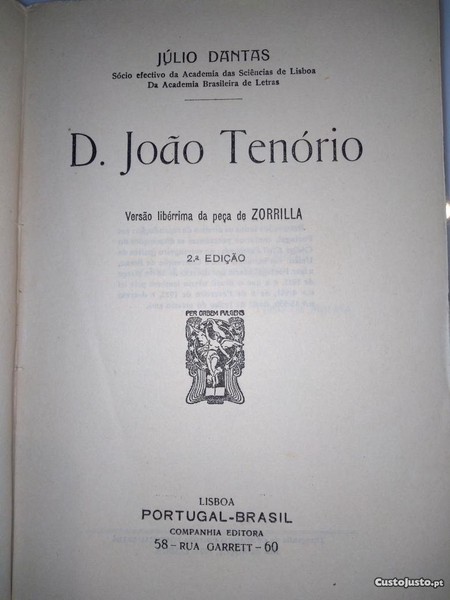 JÚLIO DANTAS
Sócio efectivo da Academia das Sciências de Lisboa
Da Academia Brasileira de Letras
D. João Tenório
Versão libérrima da peça de ZORRILLA
2.ª EDIÇÃO
PER ORBEM FULGENS
LISBOA
PORTUGAL-BRASIL
COMPANHIA EDITORA
58 — RUA GARRETT — 60
CustoJusto.pt